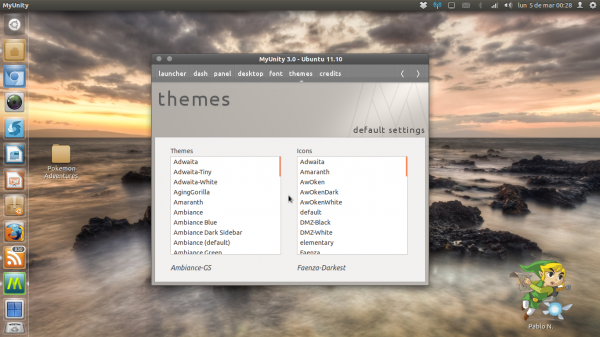 MyUnity
lun 5 de mar 00:28
MyUnity 3.0 - Ubuntu 11.10
launcher dash panel desktop font themes credits
themes
default settings
Themes
Adwaita
Adwaita-Tiny
Adwaita-White
AgingGorilla
Amaranth
Ambiance
Ambiance Blue
Ambiance Dark Sidebar
Ambiance (default)
Ambiance Green
Ambiance-GS
Icons
Adwaita
Amaranth
AwOken
AwOkenDark
AwOkenWhite
default
DMZ-Black
DMZ-White
elementary
Faenza
Faenza-Darkest
Pokemon
Adventures
Pablo N.